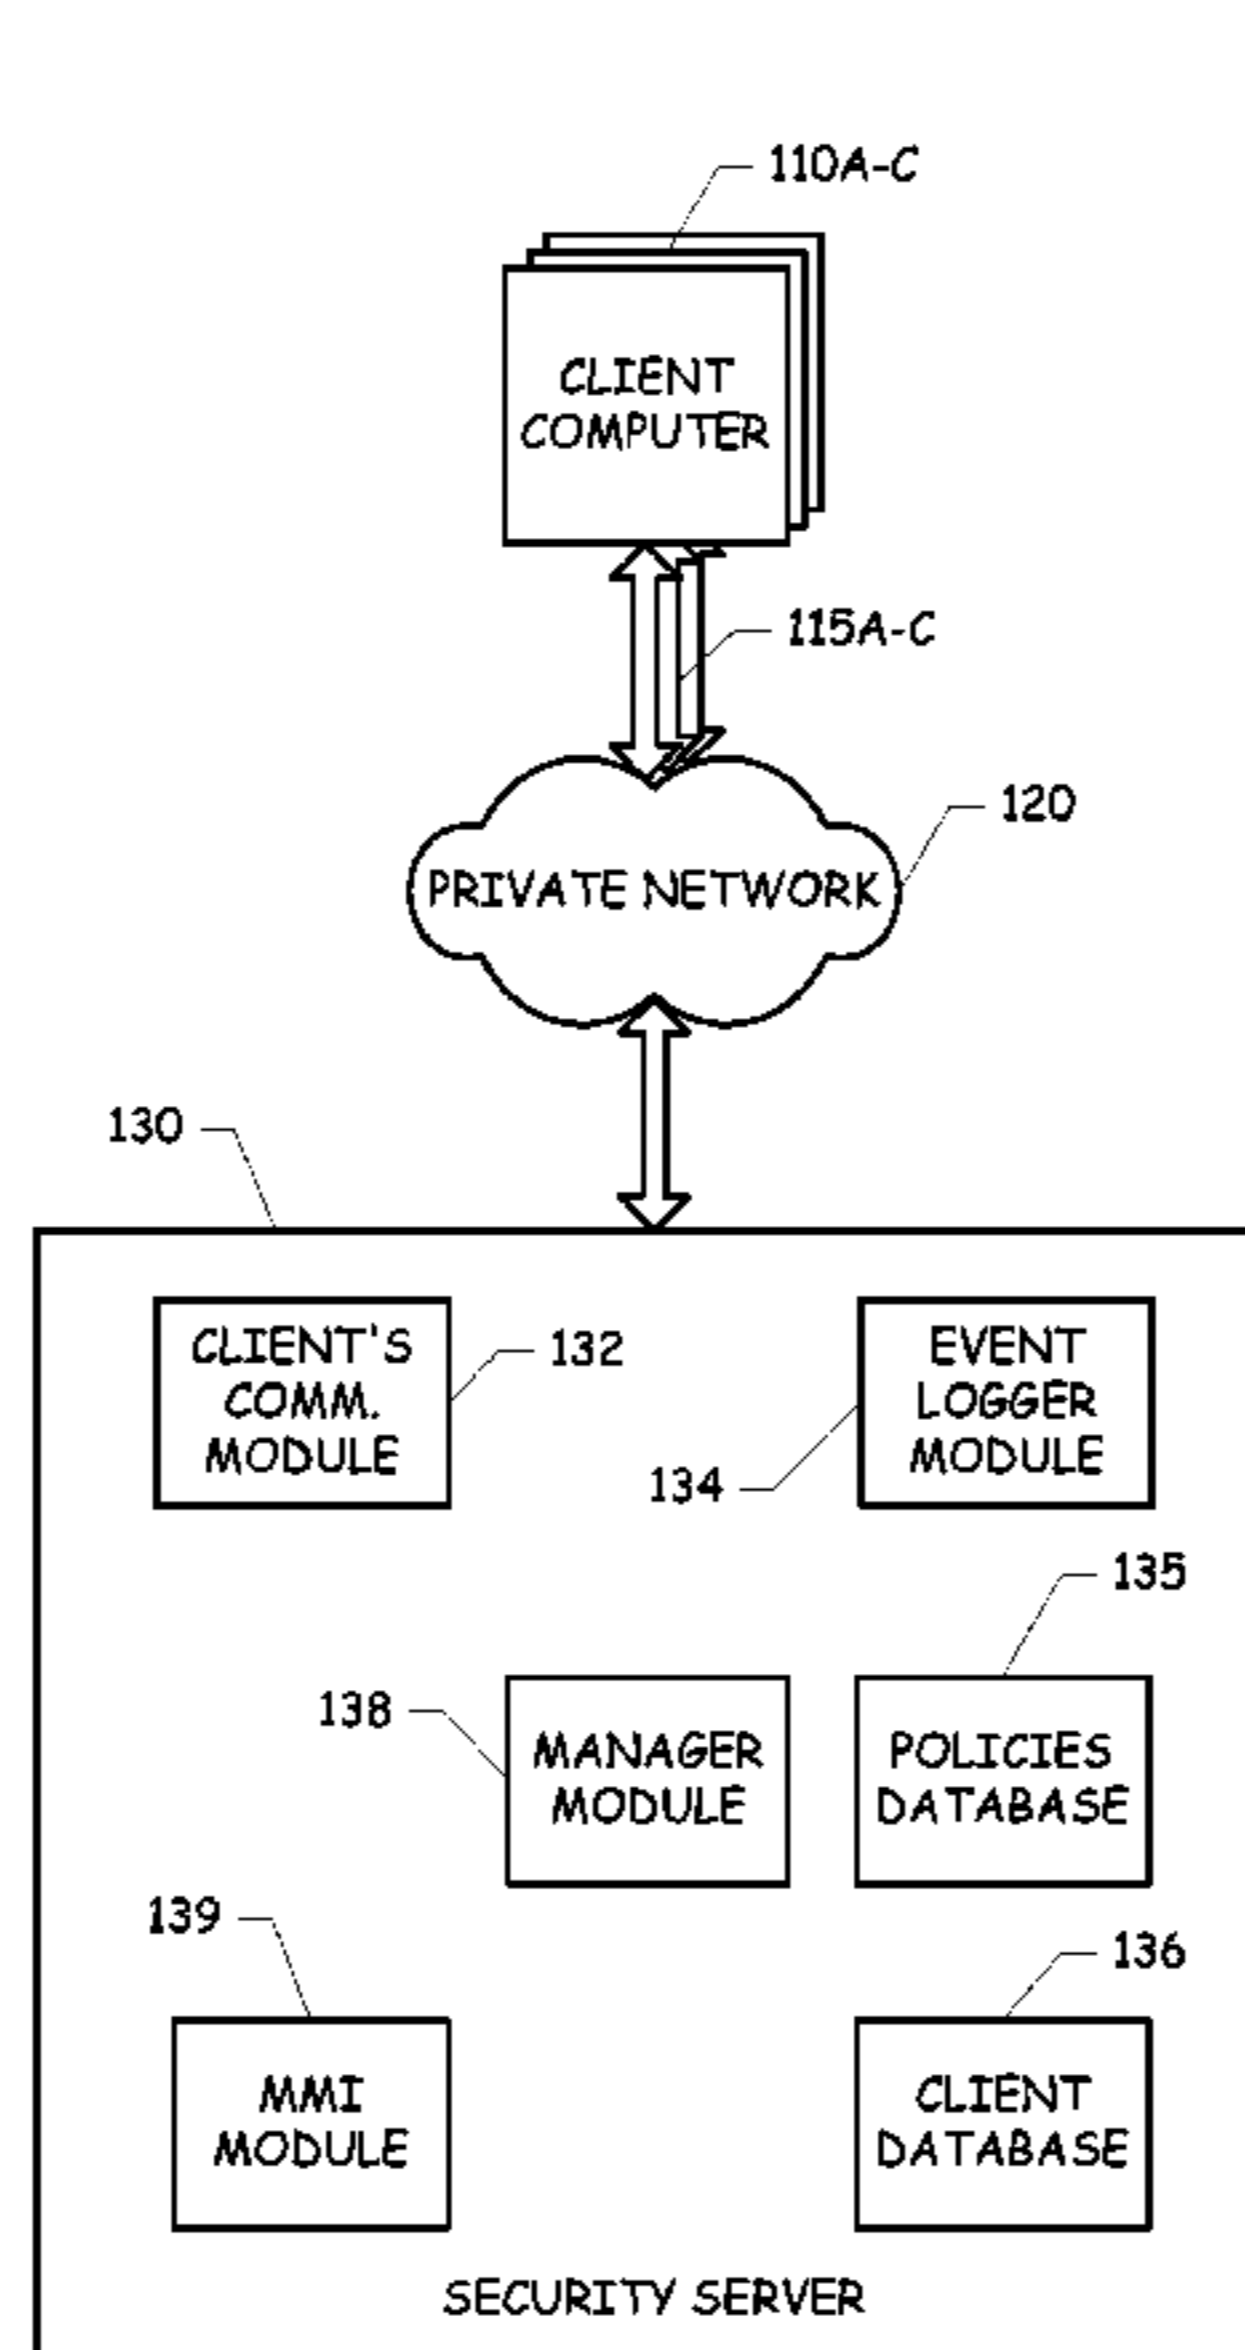 110A-C
CLIENT
COMPUTER
115A-C
120
PRIVATE NETWORK
130
CLIENT'S
COMM.
MODULE
132
EVENT
LOGGER
MODULE
134
135
138
MANAGER
MODULE
POLICIES
DATABASE
139
136
MMI
MODULE
CLIENT
DATABASE
SECURITY SERVER